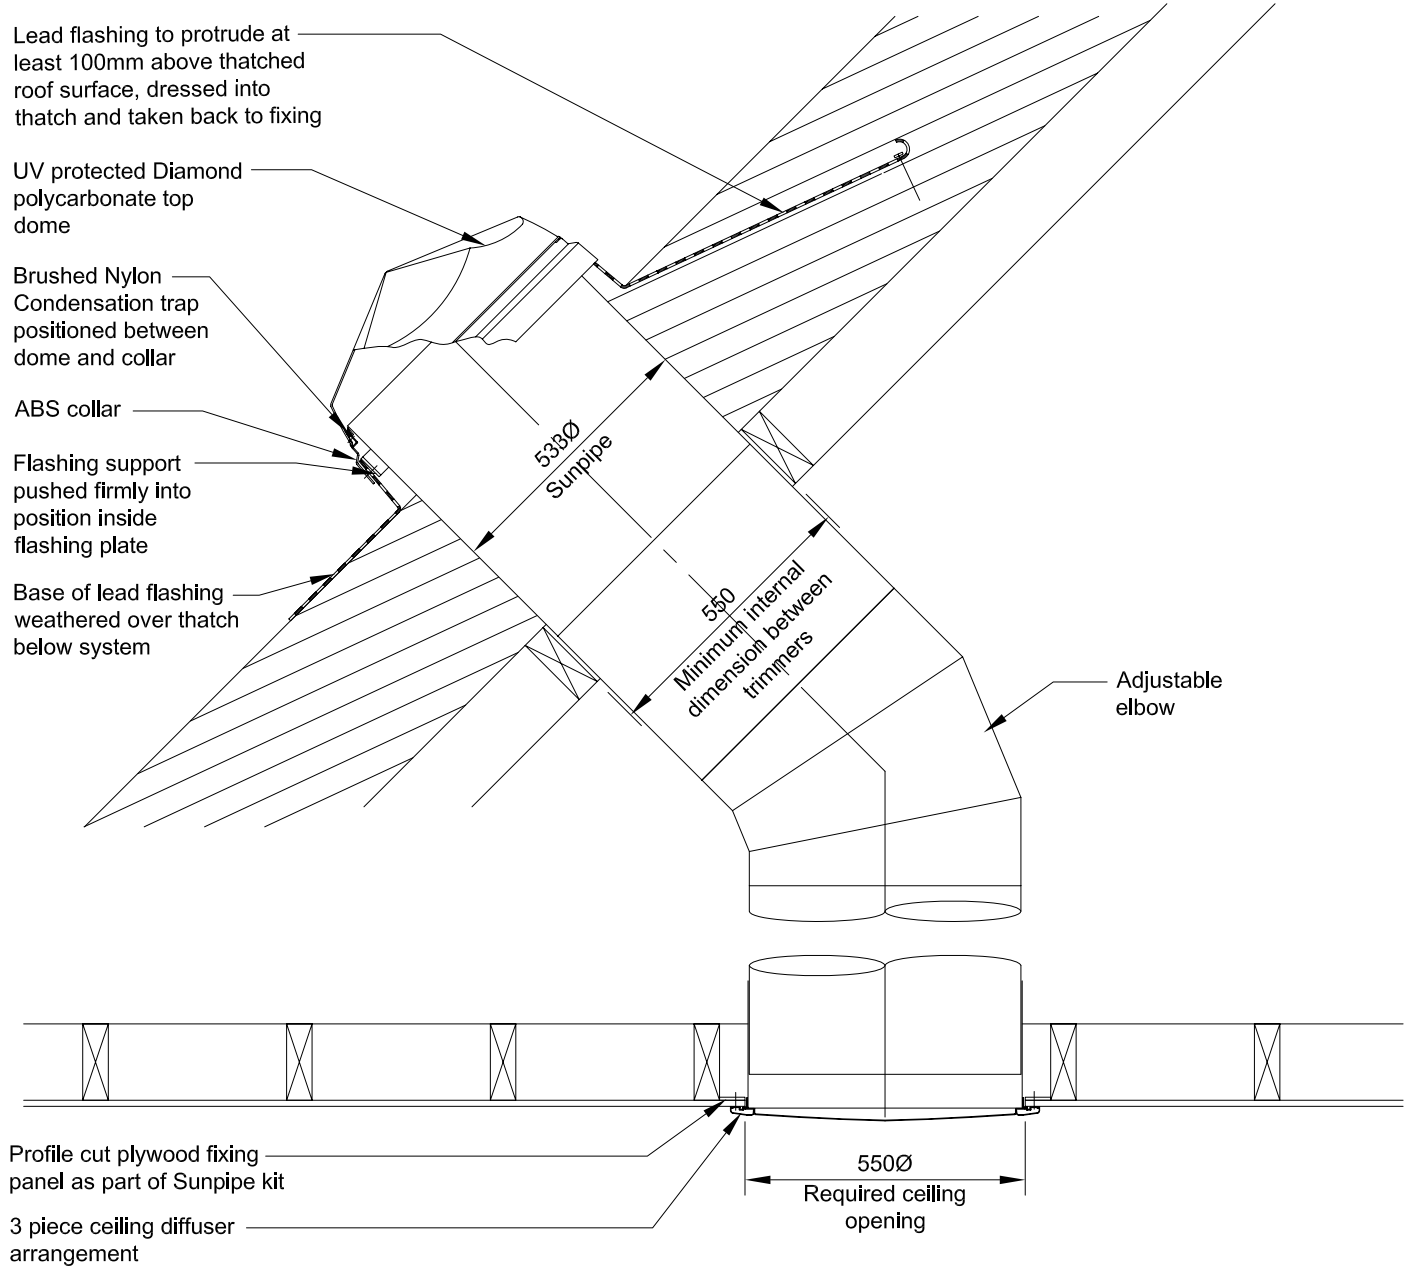 Lead flashing to protrude at
least 100mm above thatched
roof surface, dressed into
thatch and taken back to fixing
UV protected Diamond
polycarbonate top
dome
Brushed Nylon
Condensation trap
positioned between
dome and collar
ABS collar
Flashing support
pushed firmly into
position inside
flashing plate
Base of lead flashing
weathered over thatch
below system
533Ø
Sunpipe
550
Minimum internal
dimension between
trimmers
Adjustable
elbow
Profile cut plywood fixing
panel as part of Sunpipe kit
3 piece ceiling diffuser
arrangement
550Ø
Required ceiling
opening